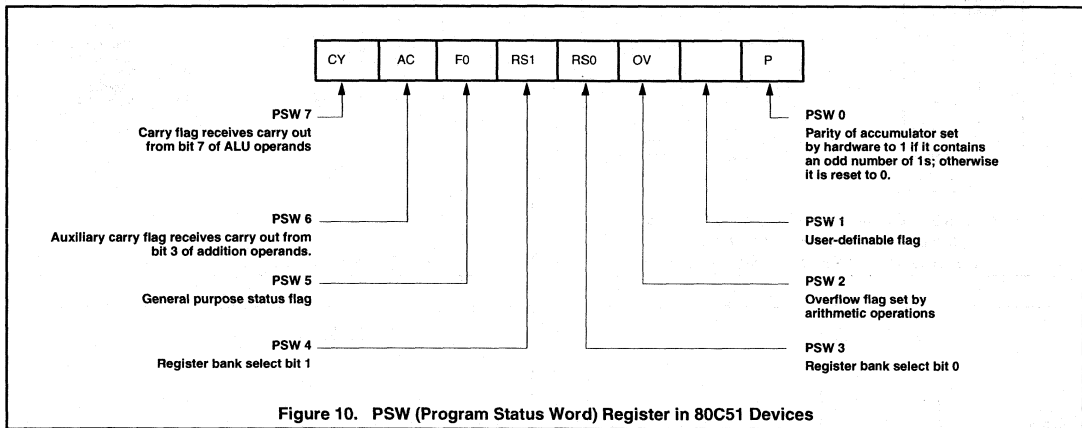 CY AC F0 RS1 RS0 OV P
PSW 7
Carry flag receives carry out
from bit 7 of ALU operands
PSW 6
Auxiliary carry flag receives carry out from
bit 3 of addition operands.
PSW 5
General purpose status flag
PSW 4
Register bank select bit 1
PSW 0
Parity of accumulator set
by hardware to 1 if it contains
an odd number of 1s; otherwise
it is reset to 0.
PSW 1
User-definable flag
PSW 2
Overflow flag set by
arithmetic operations
PSW 3
Register bank select bit 0
Figure 10. PSW (Program Status Word) Register in 80C51 Devices